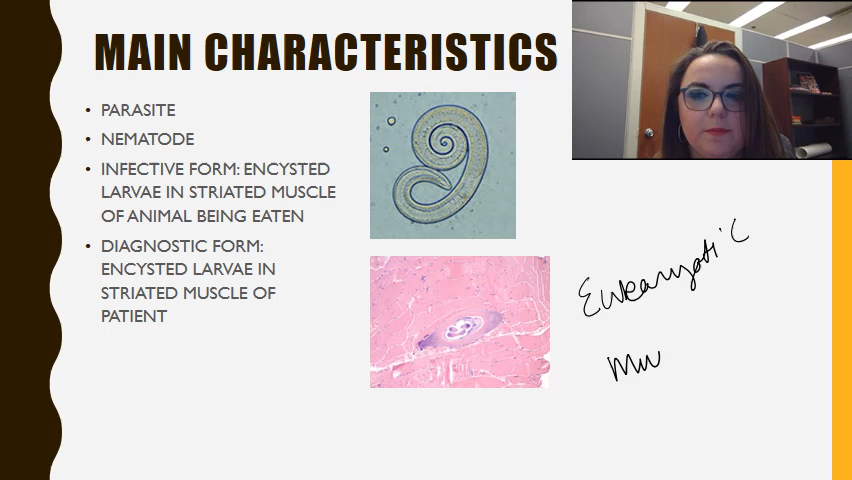 MAIN CHARACTERISTICS
• PARASITE
• NEMATODE
• INFECTIVE FORM: ENCYSTED
LARVAE IN STRIATED MUSCLE
OF ANIMAL BEING EATEN
• DIAGNOSTIC FORM:
ENCYSTED LARVAE IN
STRIATED MUSCLE OF
PATIENT
Eukaryotic